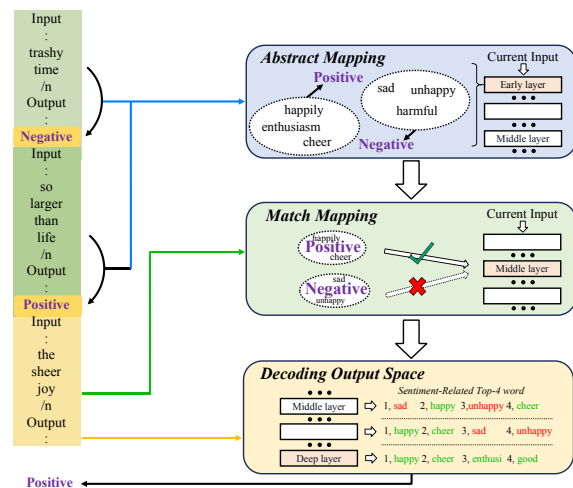 Input
:
trashy
time
/n
Output
:
Negative
Input
:
so
larger
than
life
/n
Output
:
Positive
Input
:
the
sheer
joy
/n
Output
:
Positive
Abstract Mapping
Positive
happily
enthusiasm
cheer
sad unhappy
harmful
Negative
Current Input
Early layer
Middle layer
Match Mapping
happily
Positive
cheer
sad
Negative
unhappy
Current Input
Middle layer
Decoding Output Space
Sentiment-Related Top-4 word
Middle layer 1, sad 2, happy 3,unhappy 4, cheer
1, happy 2, cheer 3, sad 4, unhappy
Deep layer 1, happy 2, cheer 3, enthusi 4, good